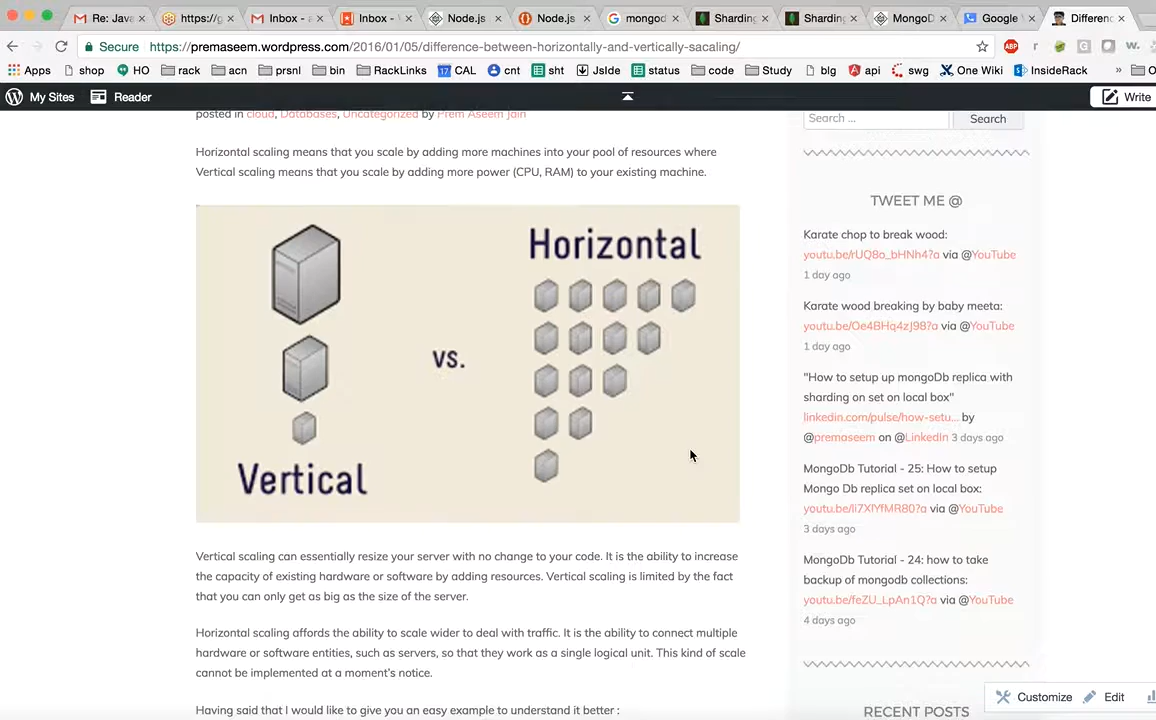 Re: Java
https://g
Inbox -
Inbox -
Node.js
Node.js
mongod
Sharding
Sharding
MongoD
Google
Differenc
Secure https://premaseem.wordpress.com/2016/01/05/difference-between-horizontally-and-vertically-sacaling/
Apps shop HO rack acn prsnl bin RackLinks CAL cnt sht JsIde status code Study blg api swg One Wiki InsideRack »
My Sites Reader Write
posted in cloud, Databases, Uncategorized by Prem Aseem Jain
Search ... Search
Horizontal scaling means that you scale by adding more machines into your pool of resources where
Vertical scaling means that you scale by adding more power (CPU, RAM) to your existing machine.
Horizontal
vs.
Vertical
Vertical scaling can essentially resize your server with no change to your code. It is the ability to increase
the capacity of existing hardware or software by adding resources. Vertical scaling is limited by the fact
that you can only get as big as the size of the server.
Horizontal scaling affords the ability to scale wider to deal with traffic. It is the ability to connect multiple
hardware or software entities, such as servers, so that they work as a single logical unit. This kind of scale
cannot be implemented at a moment's notice.
Having said that I would like to give you an easy example to understand it better :
TWEET ME @
Karate chop to break wood:
youtu.be/rUQ8o_bHNh4?a via @YouTube
1 day ago
Karate wood breaking by baby meeta:
youtu.be/Oe4BHq4zJ98?a via @YouTube
1 day ago
"How to setup up mongoDb replica with
sharding on set on local box"
linkedin.com/pulse/how-setu... by
@premaseem on @LinkedIn 3 days ago
MongoDb Tutorial - 25: How to setup
Mongo Db replica set on local box:
youtu.be/Ii7XlYfMR80?a via @YouTube
3 days ago
MongoDb Tutorial - 24: how to take
backup of mongodb collections:
youtu.be/feZU_LpAn1Q?a via @YouTube
4 days ago
Customize Edit
RECENT POSTS